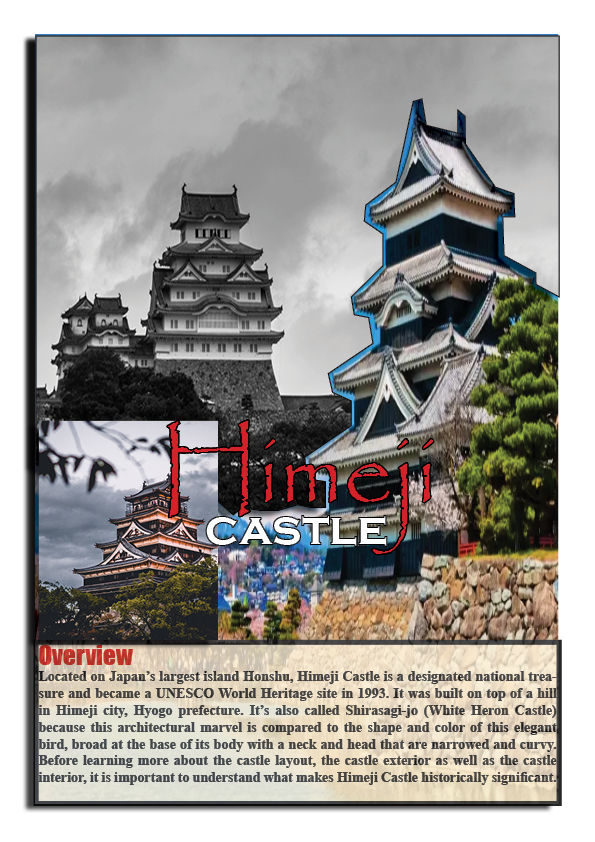 Himeji
CASTLE
Overview
Located on Japan's largest island Honshu, Himeji Castle is a designated national trea-
sure and became a UNESCO World Heritage site in 1993. It was built on top of a hill
in Himeji city, Hyogo prefecture. It's also called Shirasagi-jo (White Heron Castle)
because this architectural marvel is compared to the shape and color of this elegant
bird, broad at the base of its body with a neck and head that are narrowed and curvy.
Before learning more about the castle layout, the castle exterior as well as the castle
interior, it is important to understand what makes Himeji Castle historically significant.